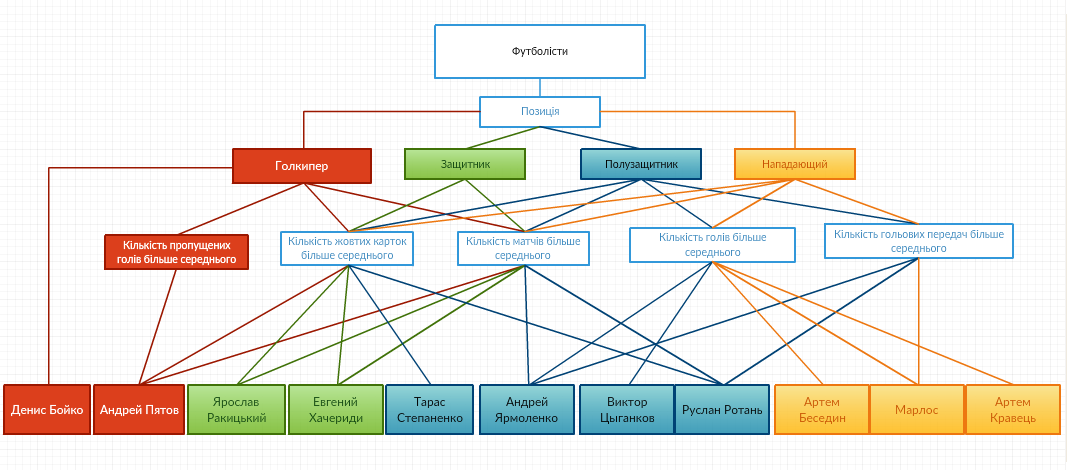 Футболісти
Позиція
Голкипер
Защитник
Полузащитник
Нападающий
Кількість пропущених
голів більше середнього
Кількість жовтих карток
більше середнього
Кількість матчів більше
середнього
Кількість голів більше
середнього
Кількість гольових передач більше
середнього
Денис Бойко
Андрей Пятов
Ярослав
Ракицький
Евгений
Хачериди
Тарас
Степаненко
Андрей
Ярмоленко
Виктор
Цыганков
Руслан Ротань
Артем
Беседин
Марлос
Артем
Кравець